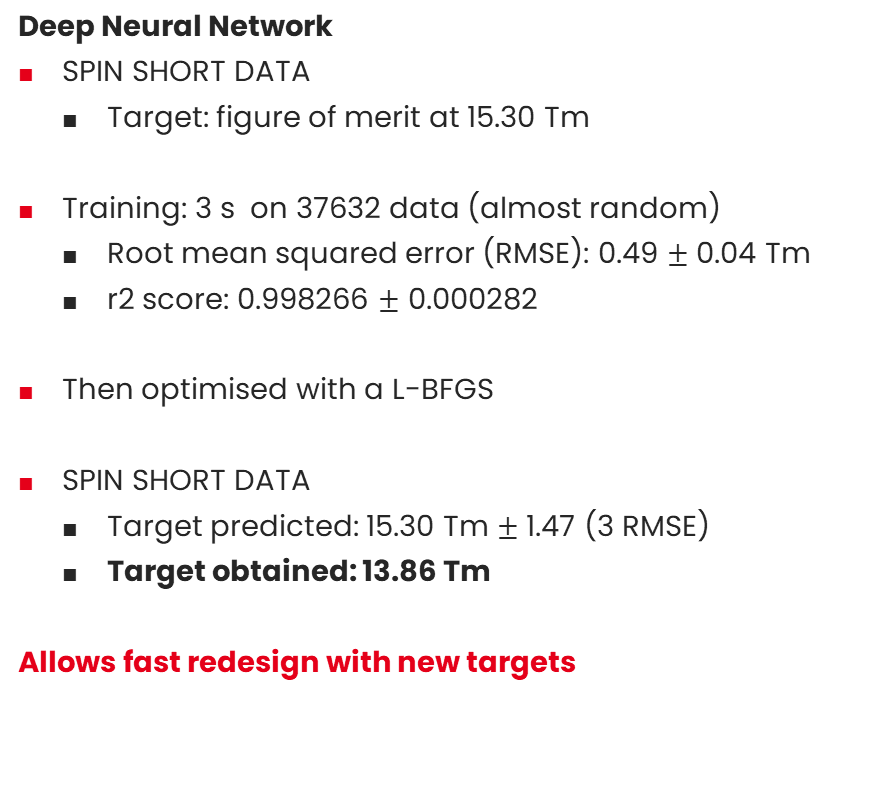 Deep Neural Network
SPIN SHORT DATA
Target: figure of merit at 15.30 Tm
Training: 3 s on 37632 data (almost random)
Root mean squared error (RMSE): 0.49 ± 0.04 Tm
r2 score: 0.998266 ± 0.000282
Then optimised with a L-BFGS
SPIN SHORT DATA
Target predicted: 15.30 Tm ± 1.47 (3 RMSE)
Target obtained: 13.86 Tm
Allows fast redesign with new targets